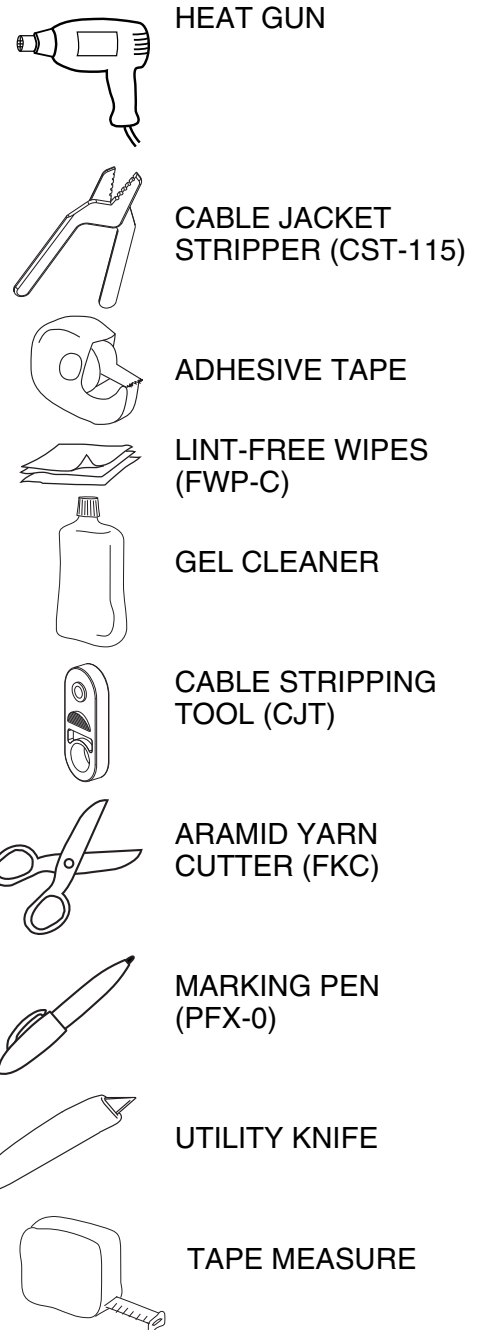 HEAT GUN
CABLE JACKET
STRIPPER (CST-115)
ADHESIVE TAPE
LINT-FREE WIPES
(FWP-C)
GEL CLEANER
CABLE STRIPPING
TOOL (CJT)
ARAMID YARN
CUTTER (FKC)
MARKING PEN
(PFX-0)
UTILITY KNIFE
TAPE MEASURE